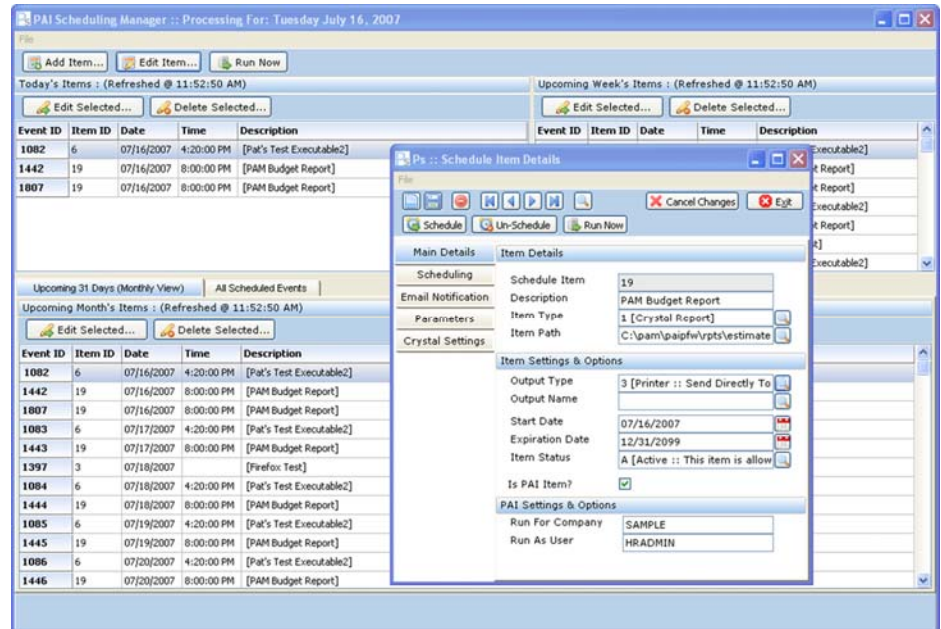 PAI Scheduling Manager :: Processing For: Tuesday July 16, 2007
File
Add Item... Edit Item... Run Now
Today's Items : (Refreshed @ 11:52:50 AM)
Edit Selected... Delete Selected...
Event ID Item ID Date Time Description
1082 6 07/16/2007 4:20:00 PM [Pat's Test Executable2]
1442 19 07/16/2007 8:00:00 PM [PAM Budget Report]
1807 19 07/16/2007 8:00:00 PM [PAM Budget Report]
Upcoming Week's Items : (Refreshed @ 11:52:50 AM)
Edit Selected... Delete Selected...
Event ID Item ID Date Time Description
Executable2]
t Report]
t Report]
Executable2]
t Report]
t]
Executable2]
Upcoming 31 Days (Monthly View) All Scheduled Events
Upcoming Month's Items : (Refreshed @ 11:52:50 AM)
Edit Selected... Delete Selected...
Event ID Item ID Date Time Description
1082 6 07/16/2007 4:20:00 PM [Pat's Test Executable2]
1442 19 07/16/2007 8:00:00 PM [PAM Budget Report]
1807 19 07/16/2007 8:00:00 PM [PAM Budget Report]
1083 6 07/17/2007 4:20:00 PM [Pat's Test Executable2]
1443 19 07/17/2007 8:00:00 PM [PAM Budget Report]
1397 3 07/18/2007 [Firefox Test]
1084 6 07/18/2007 4:20:00 PM [Pat's Test Executable2]
1444 19 07/18/2007 8:00:00 PM [PAM Budget Report]
1085 6 07/19/2007 4:20:00 PM [Pat's Test Executable2]
1445 19 07/19/2007 8:00:00 PM [PAM Budget Report]
1086 6 07/20/2007 4:20:00 PM [Pat's Test Executable2]
1446 19 07/20/2007 8:00:00 PM [PAM Budget Report]
Ps :: Schedule Item Details
File
Cancel Changes Exit
Schedule Un-Schedule Run Now
Main Details
Scheduling
Email Notification
Parameters
Crystal Settings
Item Details
Schedule Item 19
Description PAM Budget Report
Item Type 1 [Crystal Report]
Item Path C:\pam\paipfw\rpts\estimate
Item Settings & Options
Output Type 3 [Printer :: Send Directly To
Output Name
Start Date 07/16/2007
Expiration Date 12/31/2099
Item Status A [Active :: This item is allow
Is PAI Item?
PAI Settings & Options
Run For Company SAMPLE
Run As User HRADMIN